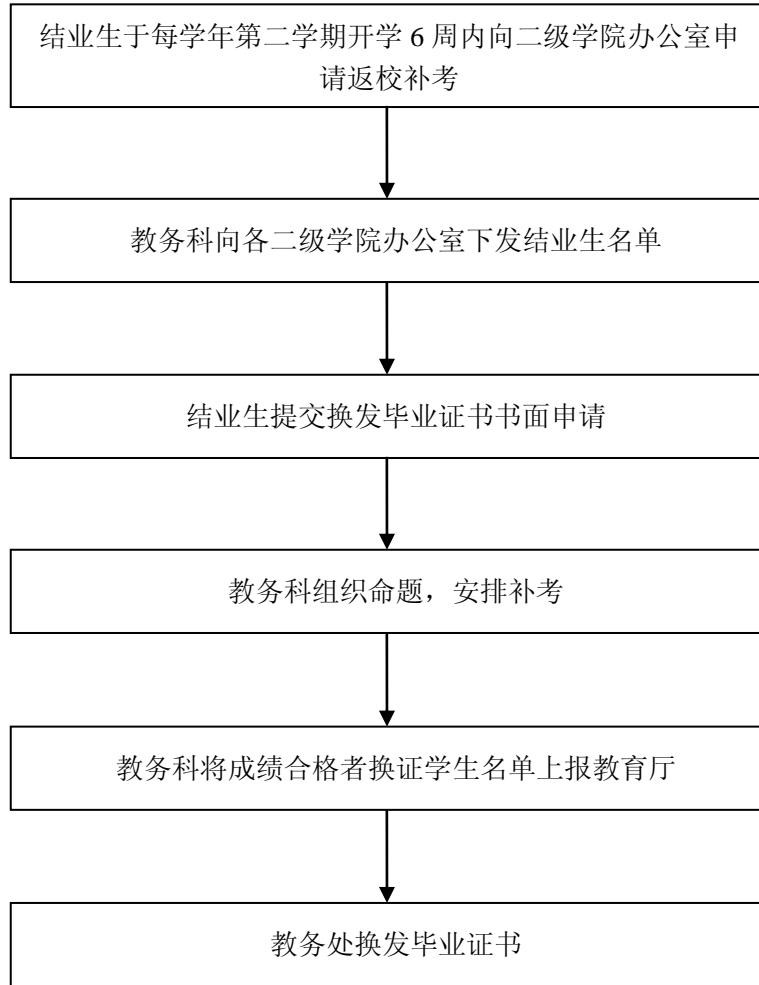 结业生于每学年第二学期开学 6 周内向二级学院办公室申
请返校补考
教务科向各二级学院办公室下发结业生名单
结业生提交换发毕业证书书面申请
教务科组织命题，安排补考
教务科将成绩合格者换证学生名单上报教育厅
教务处换发毕业证书